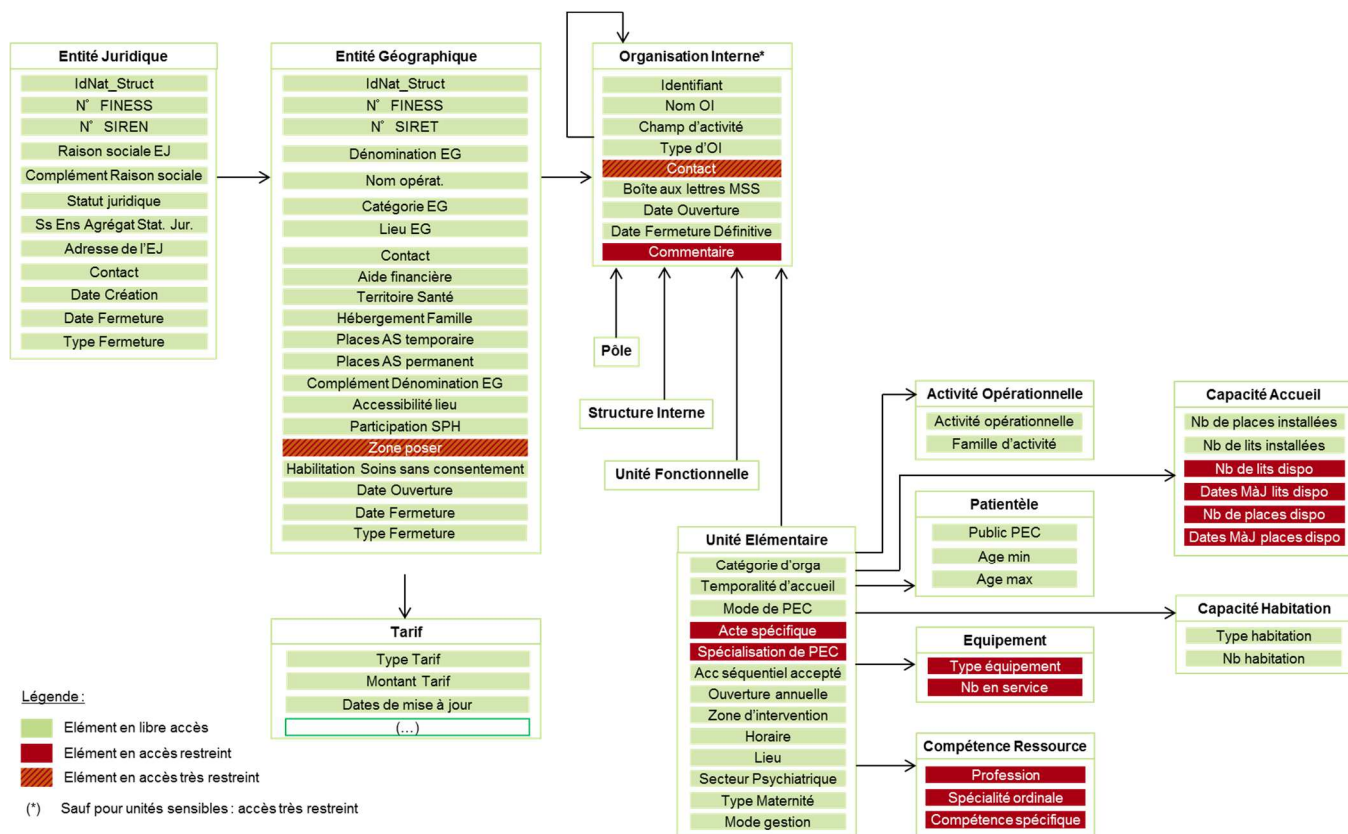 Entité Juridique
IdNat_Struct
N° FINESS
N° SIREN
Raison sociale EJ
Complément Raison sociale
Statut juridique
Ss Ens Agrégat Stat. Jur.
Adresse de l'EJ
Contact
Date Création
Date Fermeture
Type Fermeture
Entité Géographique
IdNat_Struct
N° FINESS
N° SIRET
Dénomination EG
Nom opérat.
Catégorie EG
Lieu EG
Contact
Aide financière
Territoire Santé
Hébergement Famille
Places AS temporaire
Places AS permanent
Complément Dénomination EG
Accessibilité lieu
Participation SPH
Zone poser
Habilitation Soins sans consentement
Date Ouverture
Date Fermeture
Type Fermeture
Tarif
Type Tarif
Montant Tarif
Dates de mise à jour
(...)
Organisation Interne*
Identifiant
Nom OI
Champ d'activité
Type d'OI
Contact
Boîte aux lettres MSS
Date Ouverture
Date Fermeture Définitive
Commentaire
Pôle
Structure Interne
Unité Fonctionnelle
Unité Elémentaire
Catégorie d'orga
Temporalité d'accueil
Mode de PEC
Acte spécifique
Spécialisation de PEC
Acc séquentiel accepté
Ouverture annuelle
Zone d'intervention
Horaire
Lieu
Secteur Psychiatrique
Type Maternité
Mode gestion
Activité Opérationnelle
Activité opérationnelle
Famille d'activité
Patientèle
Public PEC
Age min
Age max
Equipement
Type équipement
Nb en service
Compétence Ressource
Profession
Spécialité ordinale
Compétence spécifique
Capacité Accueil
Nb de places installées
Nb de lits installées
Nb de lits dispo
Dates MàJ lits dispo
Nb de places dispo
Dates MàJ places dispo
Capacité Habitation
Type habitation
Nb habitation
Légende :
Elément en libre accès
Elément en accès restreint
Elément en accès très restreint
(*) Sauf pour unités sensibles : accès très restreint